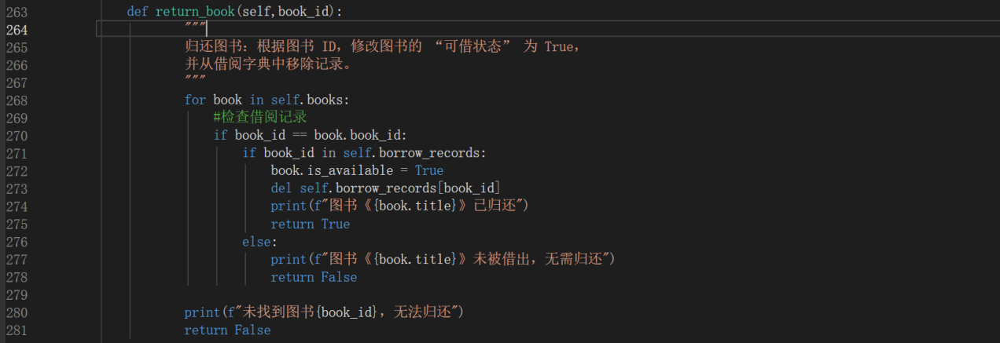 263 def return_book(self,book_id):
264 """
265 归还图书：根据图书 ID，修改图书的 “可借状态” 为 True，
266 并从借阅字典中移除记录。
267 """
268 for book in self.books:
269 #检查借阅记录
270 if book_id == book.book_id:
271 if book_id in self.borrow_records:
272 book.is_available = True
273 del self.borrow_records[book_id]
274 print(f"图书《{book.title}》已归还")
275 return True
276 else:
277 print(f"图书《{book.title}》未被借出，无需归还")
278 return False
279
280 print(f"未找到图书{book_id}，无法归还")
281 return False